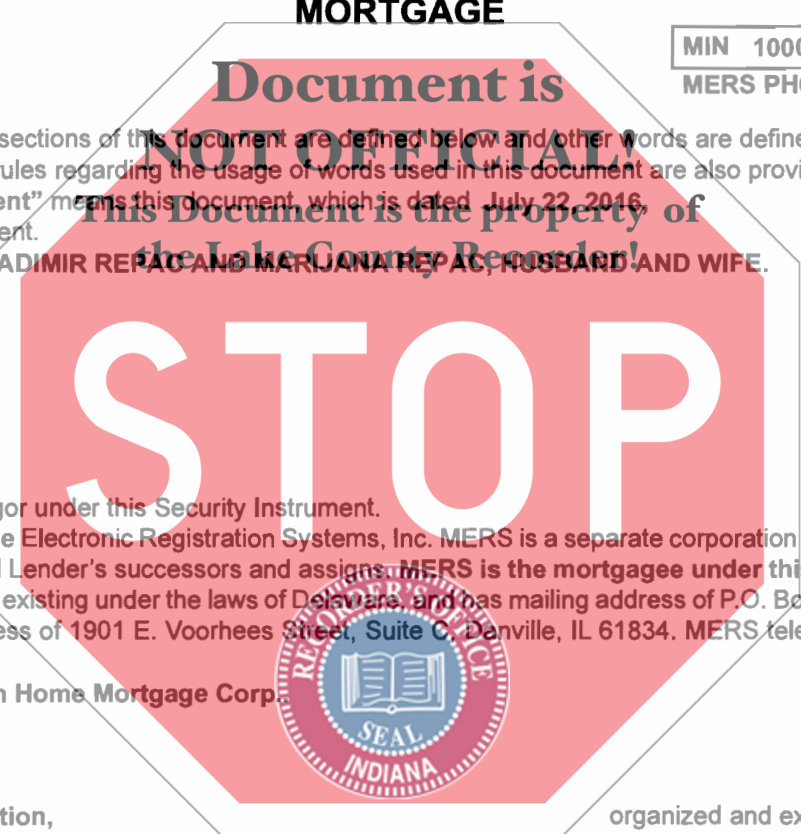 MORTGAGE
MIN 1000
MERS PHO
Document is
sections of this document are defined below and other words are define
NOT OFFICIAL!
rules regarding the usage of words used in this document are also provi
ent” means this document, which is dated July 22, 2016,
This Document is the property of
ent.
the Lake County Recorder!
ADIMIR REPAC AND MARIJANA REPAC, HUSBAND AND WIFE.
STOP
gor under this Security Instrument.
e Electronic Registration Systems, Inc. MERS is a separate corporation
Lender's successors and assigns. MERS is the mortgagee under thi
existing under the laws of Delaware, and has mailing address of P.O. Bo
ess of 1901 E. Voorhees Street, Suite C, Danville, IL 61834. MERS tele
RECORDER'S OFFICE
n Home Mortgage Corp.
SEAL
INDIANA
tion,
organized and ex